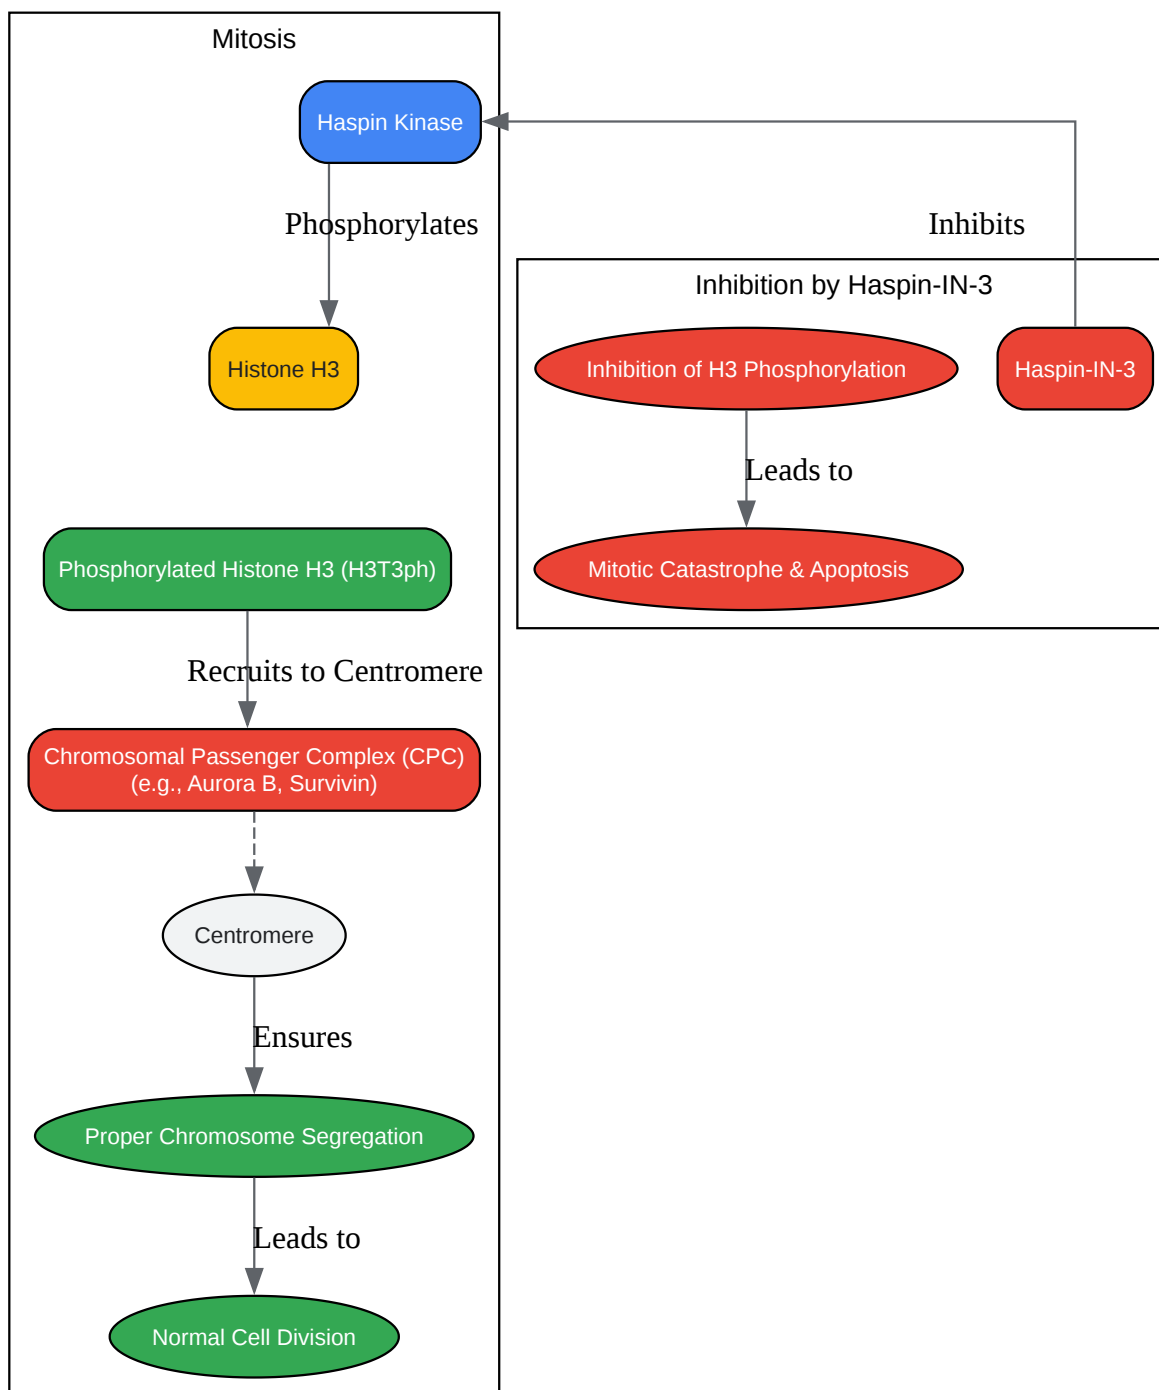 Mitosis
Haspin Kinase
Phosphorylates
Inhibits
Inhibition by Haspin-IN-3
Histone H3
Inhibition of H3 Phosphorylation
Haspin-IN-3
Leads to
Phosphorylated Histone H3 (H3T3ph)
Mitotic Catastrophe & Apoptosis
Recruits to Centromere
Chromosomal Passenger Complex (CPC)
(e.g., Aurora B, Survivin)
Centromere
Ensures
Proper Chromosome Segregation
Leads to
Normal Cell Division